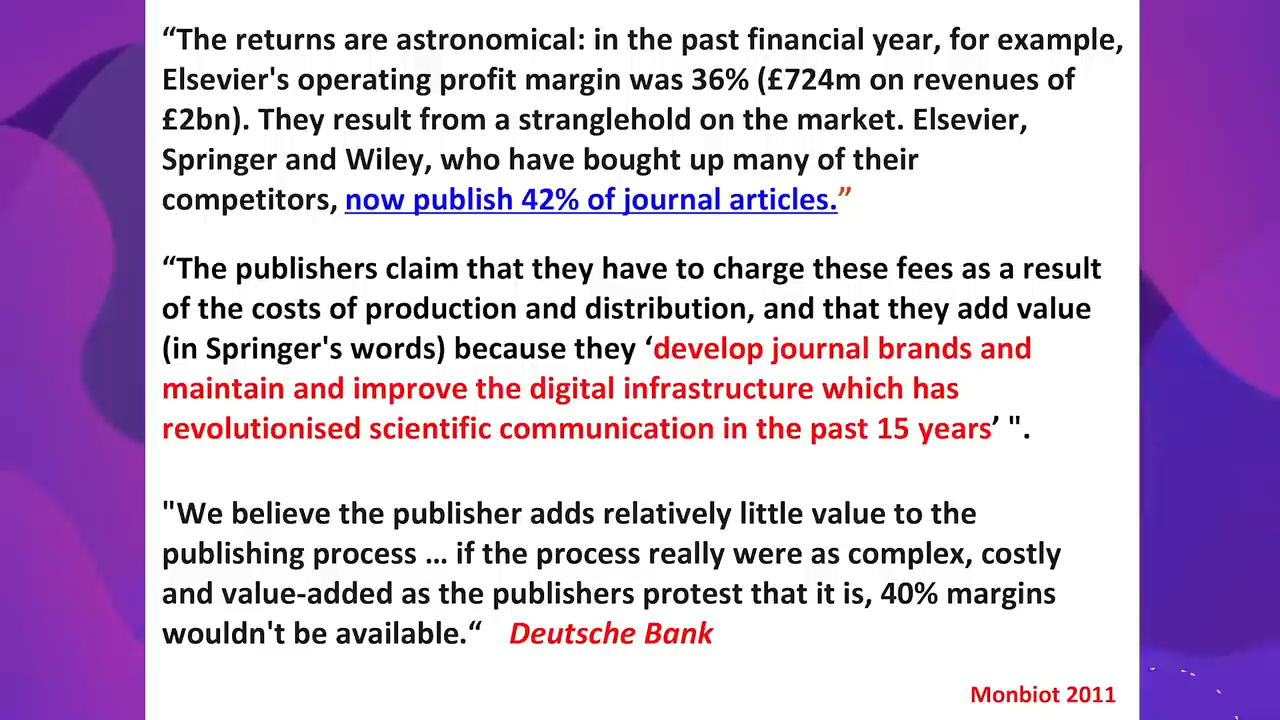 “The returns are astronomical: in the past financial year, for example,
Elsevier's operating profit margin was 36% (£724m on revenues of
£2bn). They result from a stranglehold on the market. Elsevier,
Springer and Wiley, who have bought up many of their
competitors, now publish 42% of journal articles.”
“The publishers claim that they have to charge these fees as a result
of the costs of production and distribution, and that they add value
(in Springer's words) because they ‘develop journal brands and
maintain and improve the digital infrastructure which has
revolutionised scientific communication in the past 15 years’ ".
"We believe the publisher adds relatively little value to the
publishing process … if the process really were as complex, costly
and value-added as the publishers protest that it is, 40% margins
wouldn't be available.“ Deutsche Bank
Monbiot 2011